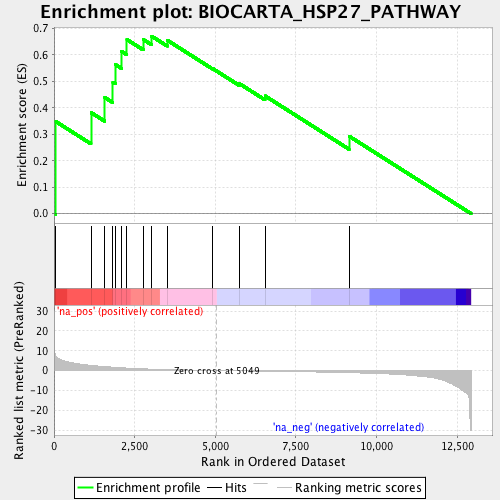 Enrichment plot: BIOCARTA_HSP27_PATHWAY
Enrichment score (ES)
0.7
0.6
0.5
0.4
0.3
0.2
0.1
0.0
Ranked list metric (PreRanked)
30
20
10
0
-10
-20
-30
'na_pos' (positively correlated)
Zero cross at 5049
'na_neg' (negatively correlated)
0
2,500
5,000
7,500
10,000
12,500
Rank in Ordered Dataset
Enrichment profile
Hits
Ranking metric scores